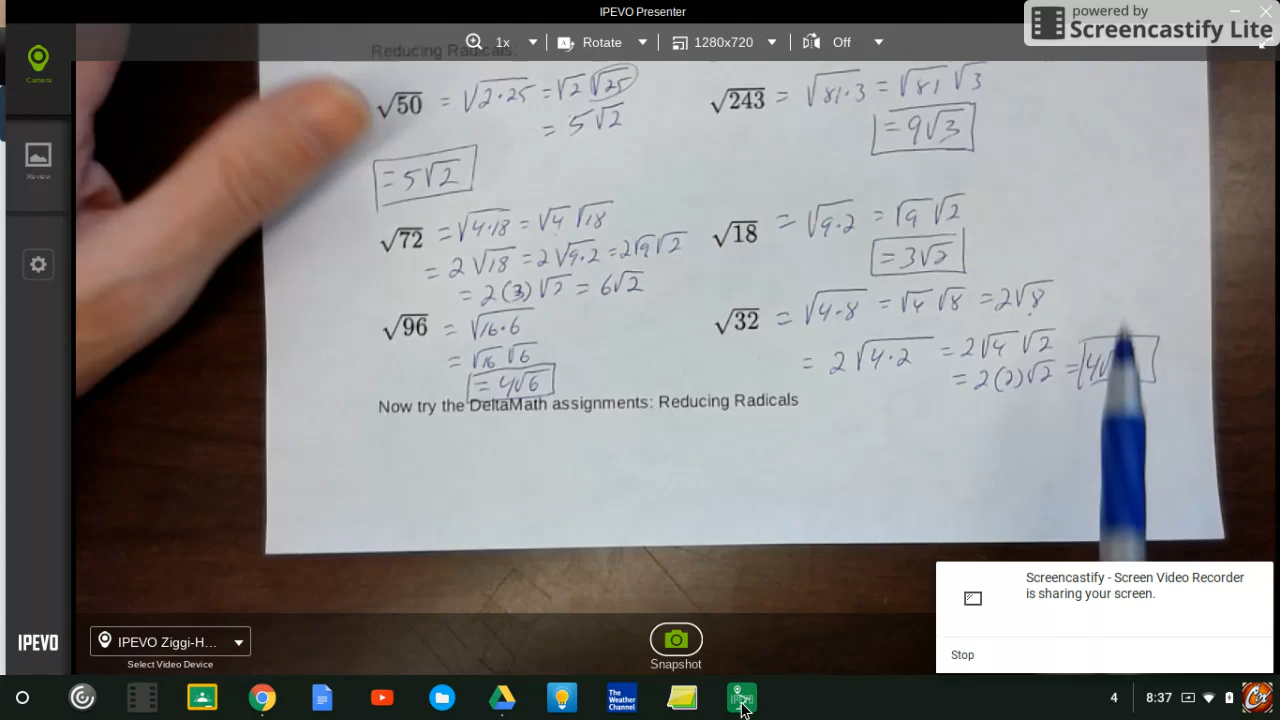 IPEVO Presenter
powered by
Screencastify Lite
Camera
1x
Rotate
1280x720
Off
Reducing Radicals
√50 = √2·25 = √2 √25
= 5√2
= 5√2
√243 = √81·3 = √81 √3
= 9√3
Review
√72 = √4·18 = √4 √18
= 2√18 = 2√9·2 = 2√9√2
= 2(3)√2 = 6√2
√18 = √9·2 = √9 √2
= 3√2
√96 = √16·6
= √16 √6
= 4√6
√32 = √4·8 = √4 √8 = 2√8
= 2√4·2 = 2√4 √2
= 2(2)√2 = 4√
Now try the DeltaMath assignments: Reducing Radicals
Screencastify - Screen Video Recorder
is sharing your screen.
Stop
IPEVO
IPEVO Ziggi-H...
Select Video Device
Snapshot
The
Weather
Channel
IPEVO
4
8:37